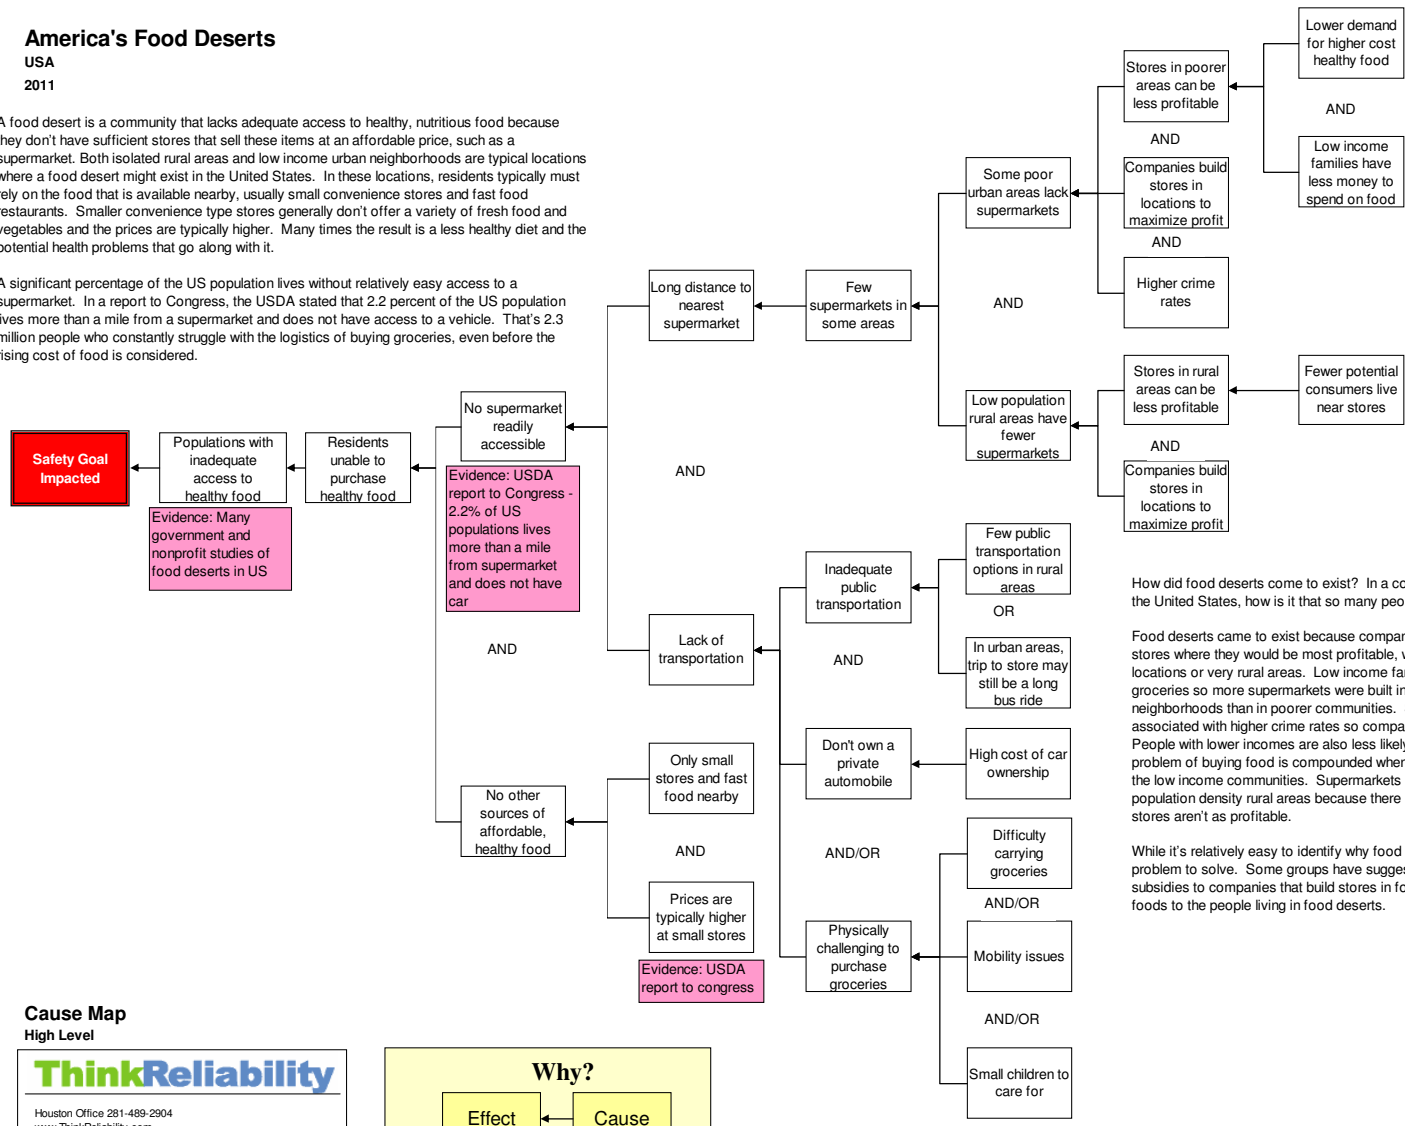 America's Food Deserts
USA
2011
A food desert is a community that lacks adequate access to healthy, nutritious food because
they don't have sufficient stores that sell these items at an affordable price, such as a
supermarket. Both isolated rural areas and low income urban neighborhoods are typical locations
where a food desert might exist in the United States. In these locations, residents typically must
rely on the food that is available nearby, usually small convenience stores and fast food
restaurants. Smaller convenience type stores generally don't offer a variety of fresh food and
vegetables and the prices are typically higher. Many times the result is a less healthy diet and the
potential health problems that go along with it.
A significant percentage of the US population lives without relatively easy access to a
supermarket. In a report to Congress, the USDA stated that 2.2 percent of the US population
lives more than a mile from a supermarket and does not have access to a vehicle. That's 2.3
million people who constantly struggle with the logistics of buying groceries, even before the
rising cost of food is considered.
Safety Goal
Impacted
Populations with
inadequate
access to
healthy food
Evidence: Many
government and
nonprofit studies of
food deserts in US
Residents
unable to
purchase
healthy food
No supermarket
readily
accessible
Evidence: USDA
report to Congress -
2.2% of US
populations lives
more than a mile
from supermarket
and does not have
car
AND
No other
sources of
affordable,
healthy food
Long distance to
nearest
supermarket
AND
Lack of
transportation
Only small
stores and fast
food nearby
AND
Prices are
typically higher
at small stores
Evidence: USDA
report to congress
Few
supermarkets in
some areas
Inadequate
public
transportation
AND
Don't own a
private
automobile
AND/OR
Physically
challenging to
purchase
groceries
Some poor
urban areas lack
supermarkets
AND
Low population
rural areas have
fewer
supermarkets
Few public
transportation
options in rural
areas
OR
In urban areas,
trip to store may
still be a long
bus ride
High cost of car
ownership
Difficulty
carrying
groceries
AND/OR
Mobility issues
AND/OR
Small children to
care for
Stores in poorer
areas can be
less profitable
AND
Companies build
stores in
locations to
maximize profit
AND
Higher crime
rates
Stores in rural
areas can be
less profitable
AND
Companies build
stores in
locations to
maximize profit
Lower demand
for higher cost
healthy food
AND
Low income
families have
less money to
spend on food
Fewer potential
consumers live
near stores
How did food deserts come to exist? In a co
the United States, how is it that so many peo
Food deserts came to exist because compan
stores where they would be most profitable, w
locations or very rural areas. Low income fa
groceries so more supermarkets were built in
neighborhoods than in poorer communities.
associated with higher crime rates so compa
People with lower incomes are also less likely
problem of buying food is compounded when
the low income communities. Supermarkets
population density rural areas because there
stores aren't as profitable.
While it's relatively easy to identify why food
problem to solve. Some groups have sugges
subsidies to companies that build stores in fo
foods to the people living in food deserts.
Cause Map
High Level
ThinkReliability
Houston Office 281-489-2904
www.ThinkReliability.com
Why?
Effect
Cause